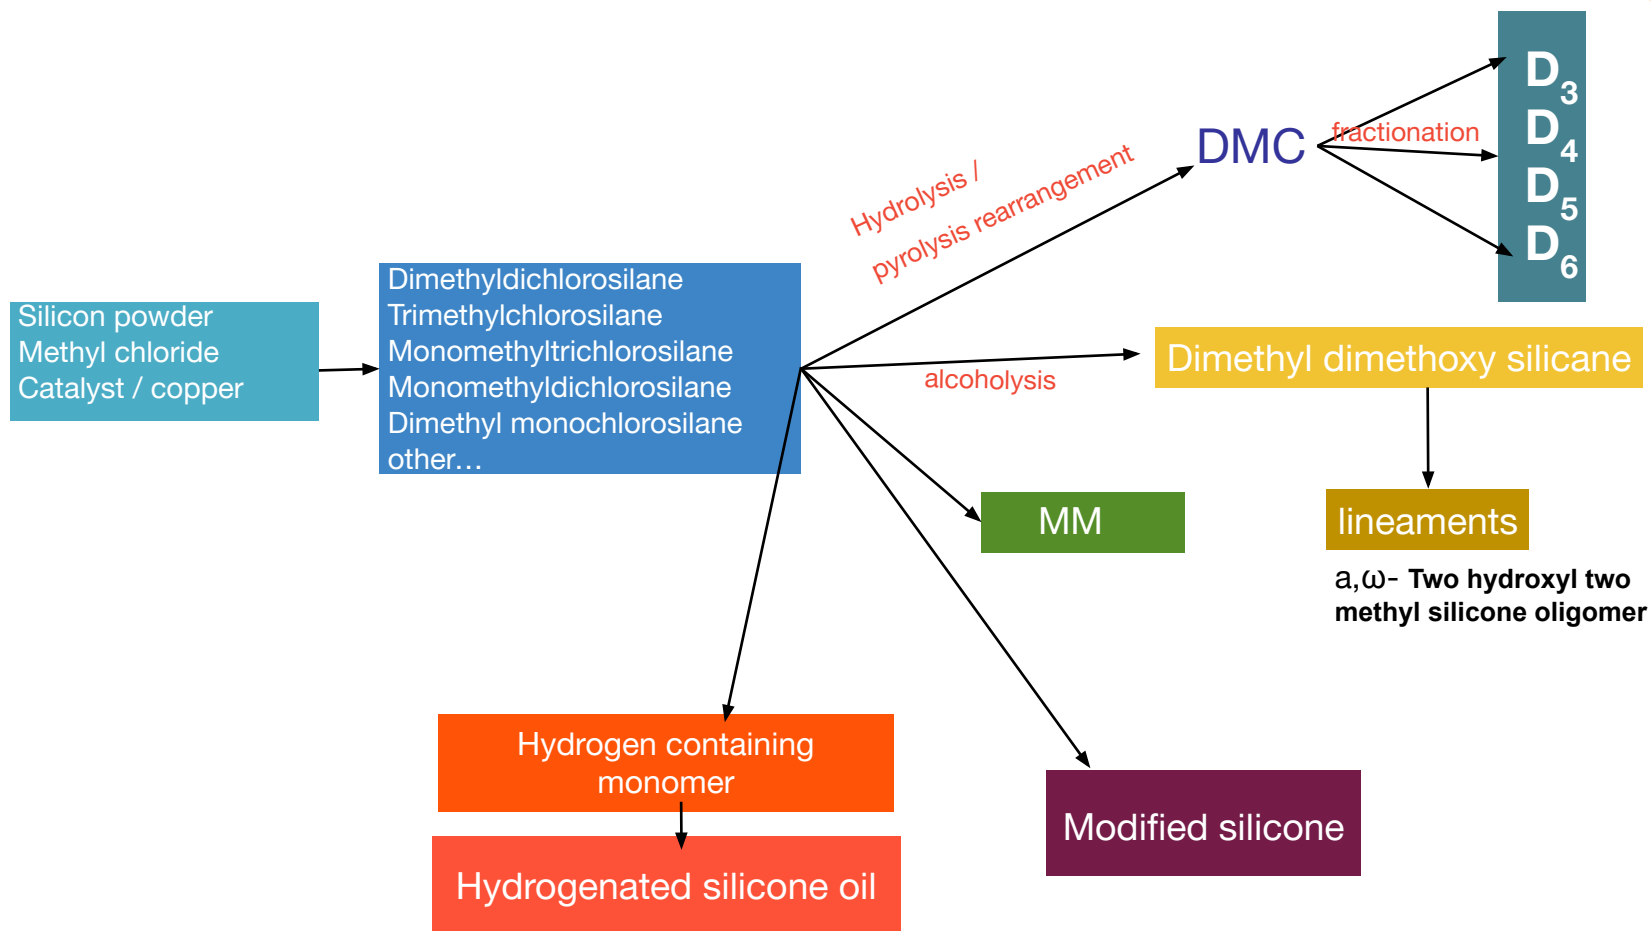 Silicon powder
Methyl chloride
Catalyst / copper
Dimethyldichlorosilane
Trimethylchlorosilane
Monomethyltrichlorosilane
Monomethyldichlorosilane
Dimethyl monochlorosilane
other…
Hydrolysis /
pyrolysis rearrangement
DMC
fractionation
D₃
D₄
D₅
D₆
alcoholysis
Dimethyl dimethoxy silicane
lineaments
a,ω- Two hydroxyl two
methyl silicone oligomer
MM
Modified silicone
Hydrogen containing
monomer
Hydrogenated silicone oil